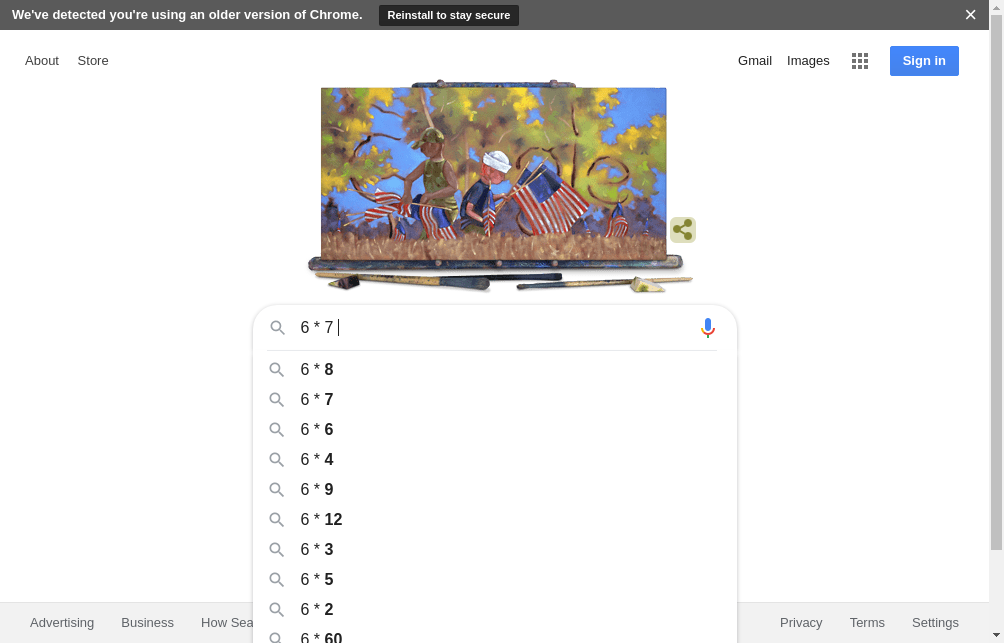 We've detected you're using an older version of Chrome. Reinstall to stay secure
About Store Gmail Images Sign in
6 * 7
6 * 8
6 * 7
6 * 6
6 * 4
6 * 9
6 * 12
6 * 3
6 * 5
6 * 2
6 * 60
Advertising Business How Sea Privacy Terms Settings